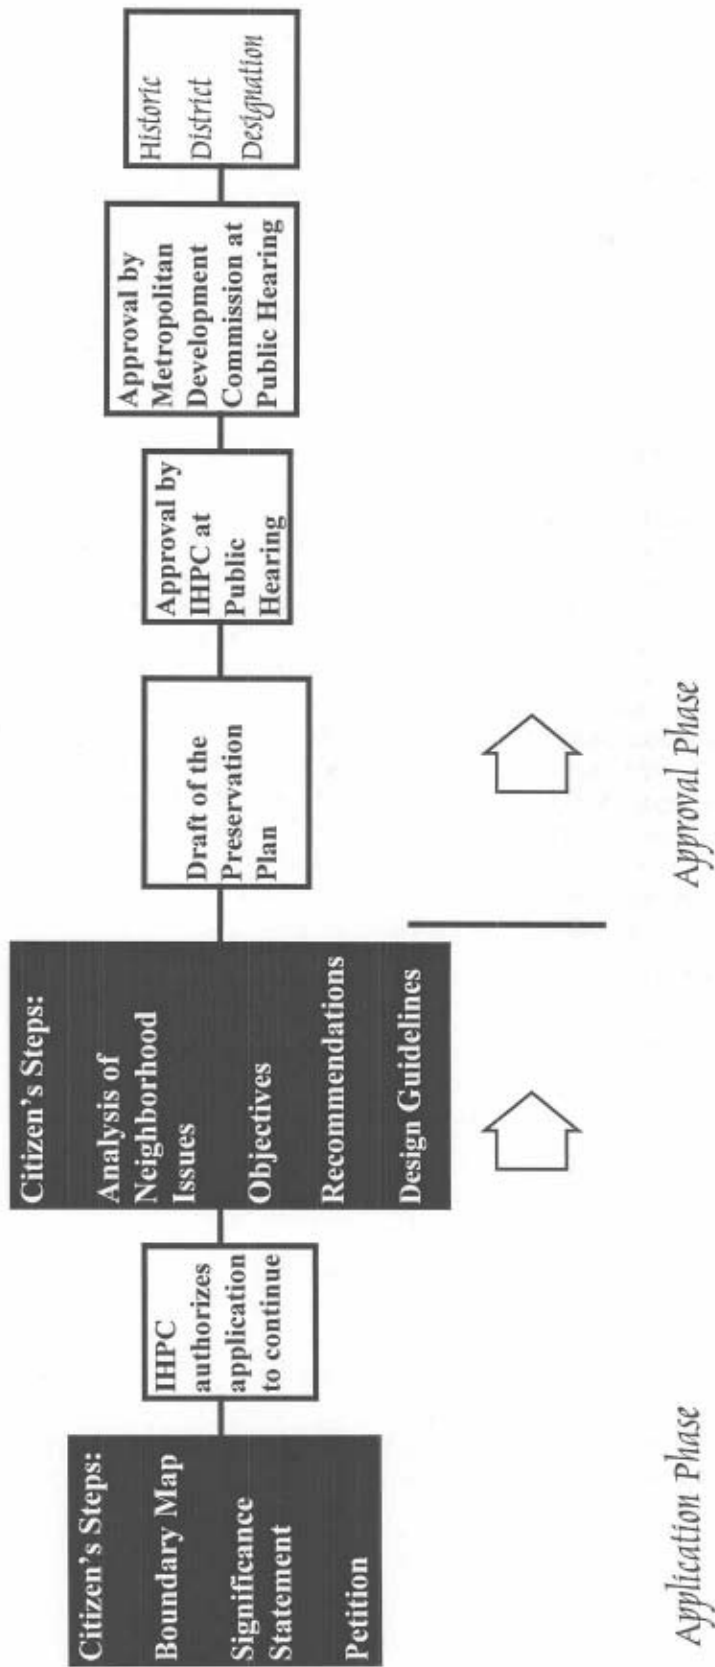 Citizen's Steps:
Boundary Map
Significance
Statement
Petition
IHPC
authorizes
application
to continue
Citizen's Steps:
Analysis of
Neighborhood
Issues
Objectives
Recommendations
Design Guidelines
Draft of the
Preservation
Plan
Approval by
IHPC at
Public
Hearing
Approval by
Metropolitan
Development
Commission at
Public Hearing
Historic
District
Designation
Application Phase
Approval Phase